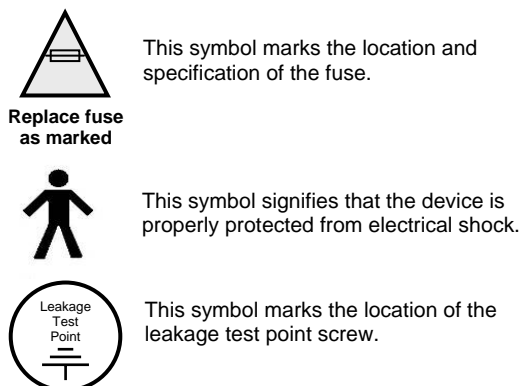 This symbol marks the location and
specification of the fuse.
Replace fuse
as marked
This symbol signifies that the device is
properly protected from electrical shock.
Leakage
Test
Point
This symbol marks the location of the
leakage test point screw.